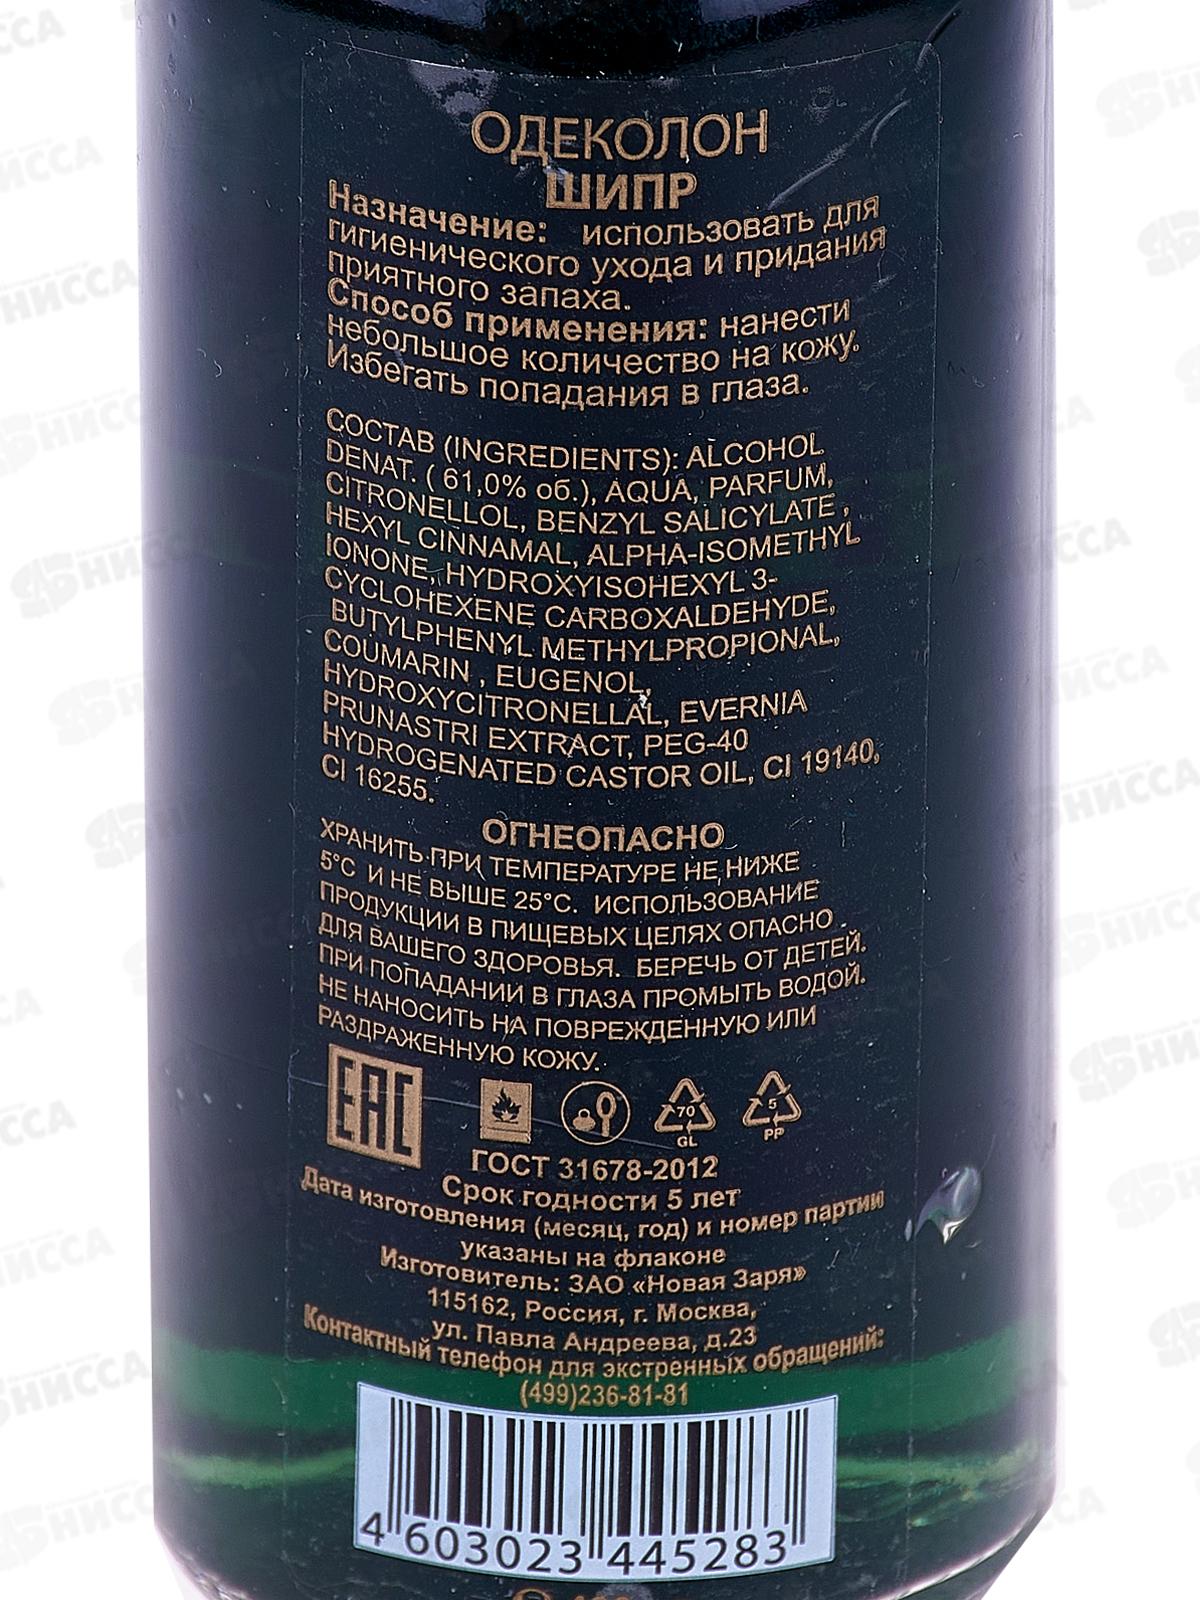 ОДЕКОЛОН
ШИПР
Назначение: использовать для
гигиенического ухода и придания
приятного запаха.
Способ применения: нанести
небольшое количество на кожу.
Избегать попадания в глаза.
СОСТАВ (INGREDIENTS): ALCOHOL
DENAT. ( 61,0% об.), AQUA, PARFUM,
CITRONELLOL, BENZYL SALICYLATE ,
HEXYL CINNAMAL, ALPHA-ISOMETHYL
IONONE, HYDROXYISOHEXYL 3-
CYCLOHEXENE CARBOXALDEHYDE,
BUTYLPHENYL METHYLPROPIONAL,
COUMARIN , EUGENOL,
HYDROXYCITRONELLAL, EVERNIA
PRUNASTRI EXTRACT, PEG-40
HYDROGENATED CASTOR OIL, CI 19140,
CI 16255.
ОГНЕОПАСНО
ХРАНИТЬ ПРИ ТЕМПЕРАТУРЕ НЕ НИЖЕ
5°С И НЕ ВЫШЕ 25°С. ИСПОЛЬЗОВАНИЕ
ПРОДУКЦИИ В ПИЩЕВЫХ ЦЕЛЯХ ОПАСНО
ДЛЯ ВАШЕГО ЗДОРОВЬЯ. БЕРЕЧЬ ОТ ДЕТЕЙ.
ПРИ ПОПАДАНИИ В ГЛАЗА ПРОМЫТЬ ВОДОЙ.
НЕ НАНОСИТЬ НА ПОВРЕЖДЕННУЮ ИЛИ
РАЗДРАЖЕННУЮ КОЖУ.
EAC
70 5
GL PP
ГОСТ 31678-2012
Срок годности 5 лет
Дата изготовления (месяц, год) и номер партии
указаны на флаконе
Изготовитель: ЗАО «Новая Заря»
115162, Россия, г. Москва,
ул. Павла Андреева, д.23
Контактный телефон для экстренных обращений:
(499)236-81-81
4 603023 445283
НИССА